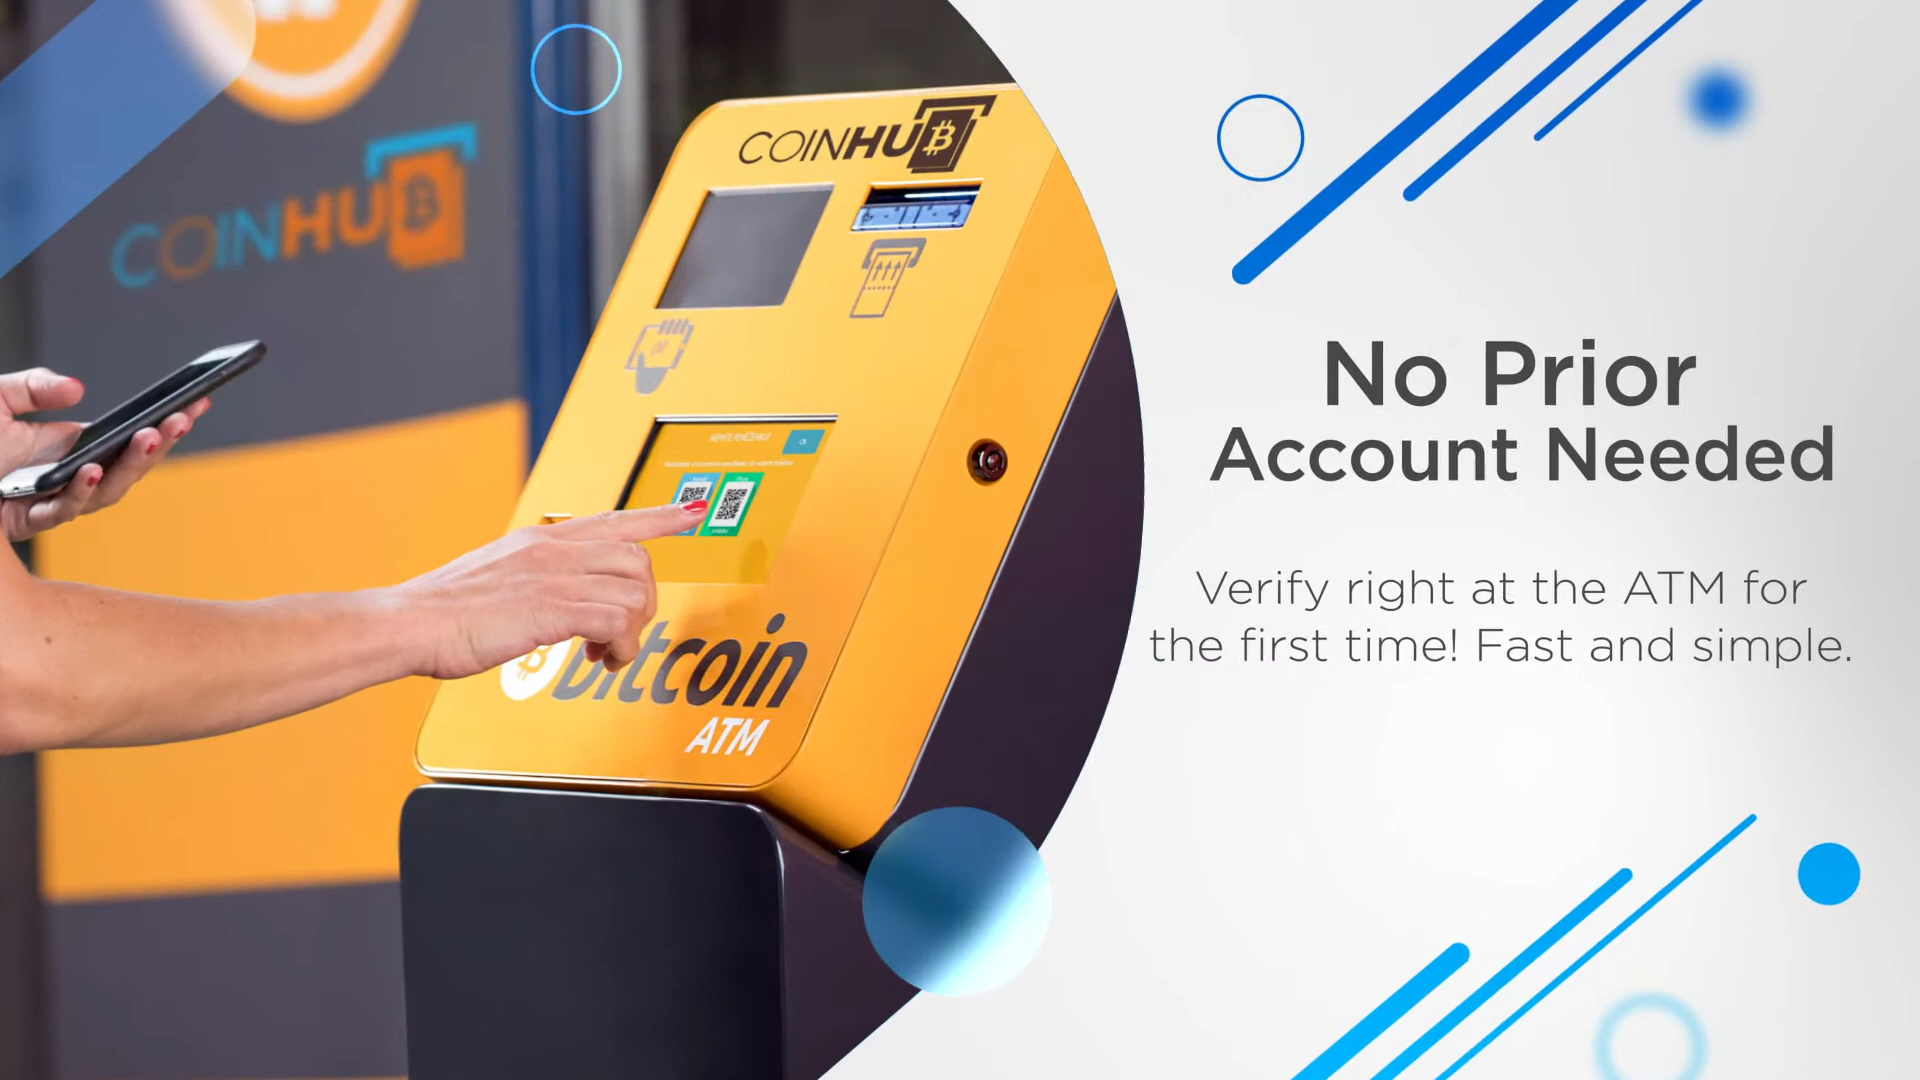 COINHUB
COINHUB
Bitcoin
ATM
No Prior
Account Needed
Verify right at the ATM for
the first time! Fast and simple.